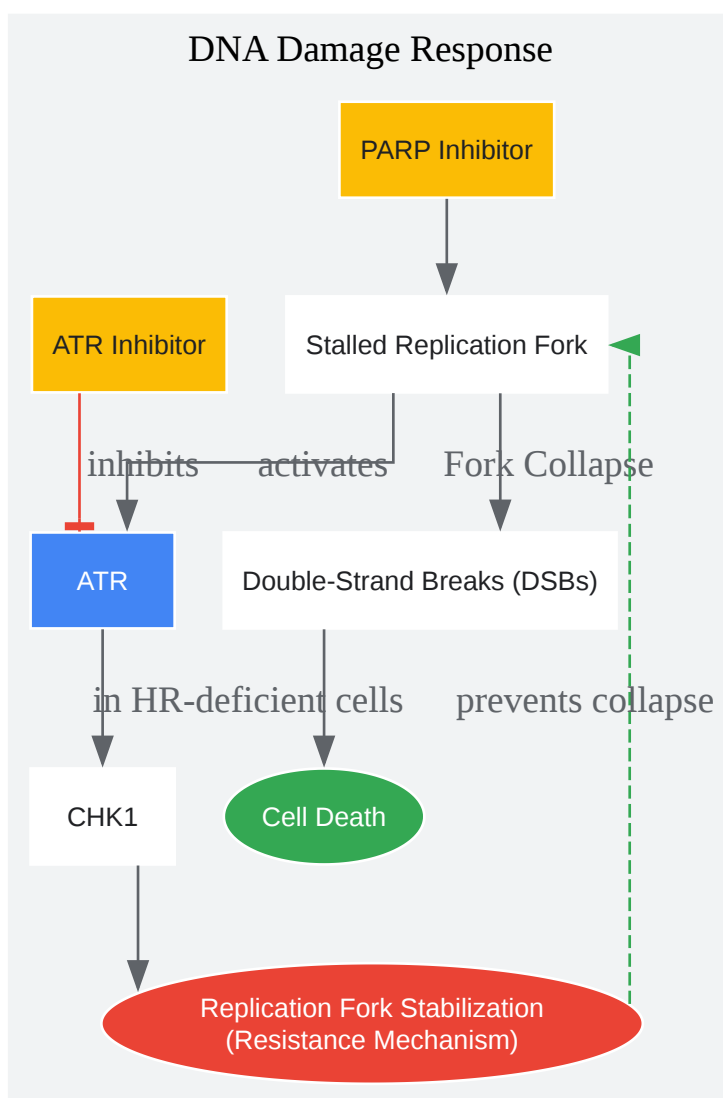 DNA Damage Response
PARP Inhibitor
ATR Inhibitor
Stalled Replication Fork
inhibits
activates
Fork Collapse
ATR
Double-Strand Breaks (DSBs)
in HR-deficient cells
prevents collapse
CHK1
Cell Death
Replication Fork Stabilization
(Resistance Mechanism)